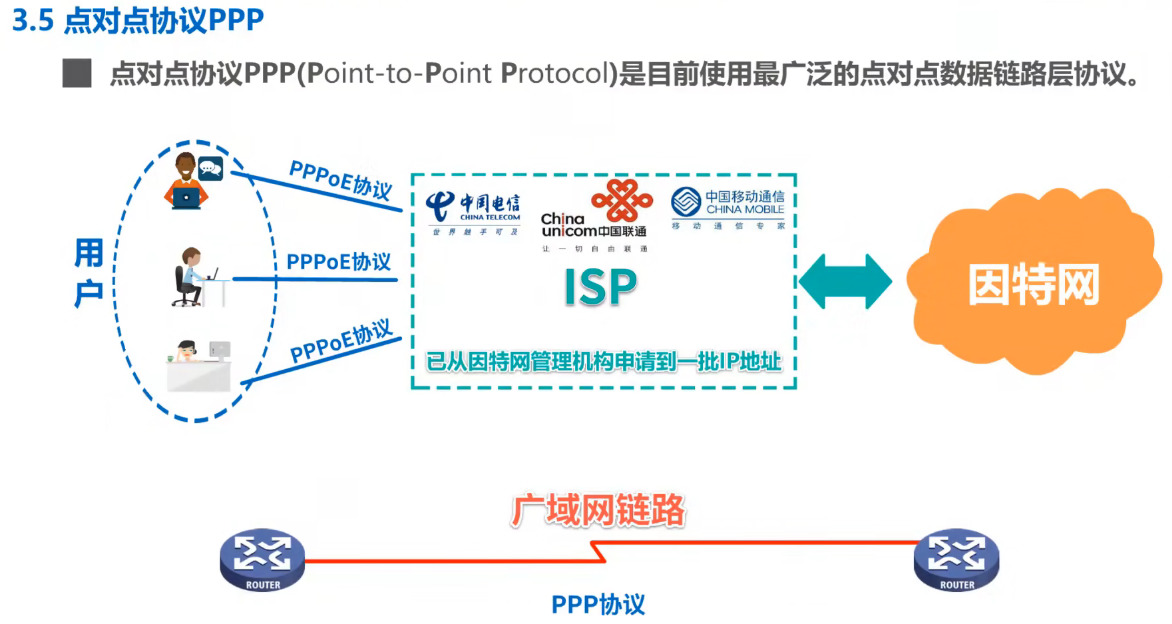 3.5 点对点协议PPP
点对点协议PPP(Point-to-Point Protocol)是目前使用最广泛的点对点数据链路层协议。
用户
PPPoE协议
PPPoE协议
PPPoE协议
中国电信
CHINA TELECOM
世界触手可及
China
unicom中国联通
让一切自由联通
中国移动通信
CHINA MOBILE
移动通信专家
ISP
已从因特网管理机构申请到一批IP地址
因特网
广域网链路
ROUTER
ROUTER
PPP协议